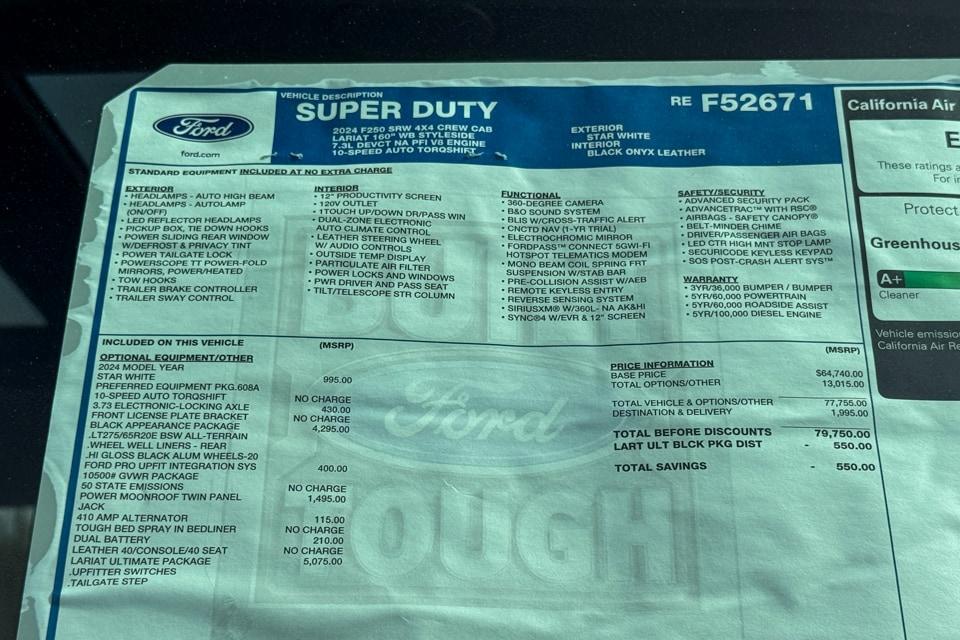 Ford
ford.com
VEHICLE DESCRIPTION
SUPER DUTY
2024 F250 SRW 4X4 CREW CAB
LARIAT 160" WB STYLESIDE
7.3L DEVCT NA PFI V8 ENGINE
10-SPEED AUTO TORQSHIFT
EXTERIOR
STAR WHITE
INTERIOR
BLACK ONYX LEATHER
RE F52671
STANDARD EQUIPMENT INCLUDED AT NO EXTRA CHARGE
EXTERIOR
• HEADLAMPS - AUTO HIGH BEAM
• HEADLAMPS - AUTOLAMP
(ON/OFF)
• LED REFLECTOR HEADLAMPS
• PICKUP BOX, TIE DOWN HOOKS
• POWER SLIDING REAR WINDOW
W/DEFROST & PRIVACY TINT
• POWER TAILGATE LOCK
• POWERSCOPE TT POWER-FOLD
MIRRORS, POWER/HEATED
• TOW HOOKS
• TRAILER BRAKE CONTROLLER
• TRAILER SWAY CONTROL
INTERIOR
• 12" PRODUCTIVITY SCREEN
• 120V OUTLET
• 1TOUCH UP/DOWN DR/PASS WIN
• DUAL-ZONE ELECTRONIC
AUTO CLIMATE CONTROL
• LEATHER STEERING WHEEL
W/ AUDIO CONTROLS
• OUTSIDE TEMP DISPLAY
• PARTICULATE AIR FILTER
• POWER LOCKS AND WINDOWS
• PWR DRIVER AND PASS SEAT
• TILT/TELESCOPE STR COLUMN
FUNCTIONAL
• 360-DEGREE CAMERA
• B&O SOUND SYSTEM
• BLIS W/CROSS-TRAFFIC ALERT
• CNCTD NAV (1-YR TRIAL)
• ELECTROCHROMIC MIRROR
• FORDPASS™ CONNECT 5GWI-FI
HOTSPOT TELEMATICS MODEM
• MONO BEAM COIL SPRING FRT
SUSPENSION W/STAB BAR
• PRE-COLLISION ASSIST W/AEB
• REMOTE KEYLESS ENTRY
• REVERSE SENSING SYSTEM
• SIRIUSXM® W/360L- NA AK&HI
• SYNC®4 W/EVR & 12" SCREEN
SAFETY/SECURITY
• ADVANCED SECURITY PACK
• ADVANCETRAC™ WITH RSC®
• AIRBAGS - SAFETY CANOPY®
• BELT-MINDER CHIME
• DRIVER/PASSENGER AIR BAGS
• LED CTR HIGH MNT STOP LAMP
• SECURICODE KEYLESS KEYPAD
• SOS POST-CRASH ALERT SYS™
WARRANTY
• 3YR/36,000 BUMPER / BUMPER
• 5YR/60,000 POWERTRAIN
• 5YR/60,000 ROADSIDE ASSIST
• 5YR/100,000 DIESEL ENGINE
INCLUDED ON THIS VEHICLE (MSRP)
OPTIONAL EQUIPMENT/OTHER
2024 MODEL YEAR
STAR WHITE 995.00
PREFERRED EQUIPMENT PKG.608A
10-SPEED AUTO TORQSHIFT NO CHARGE
3.73 ELECTRONIC-LOCKING AXLE 430.00
FRONT LICENSE PLATE BRACKET NO CHARGE
BLACK APPEARANCE PACKAGE 4,295.00
.LT275/65R20E BSW ALL-TERRAIN
.WHEEL WELL LINERS - REAR
.HI GLOSS BLACK ALUM WHEELS-20
FORD PRO UPFIT INTEGRATION SYS 400.00
10500# GVWR PACKAGE
50 STATE EMISSIONS NO CHARGE
POWER MOONROOF TWIN PANEL 1,495.00
JACK
410 AMP ALTERNATOR 115.00
TOUGH BED SPRAY IN BEDLINER NO CHARGE
DUAL BATTERY 210.00
LEATHER 40/CONSOLE/40 SEAT NO CHARGE
LARIAT ULTIMATE PACKAGE 5,075.00
.UPFITTER SWITCHES
.TAILGATE STEP
Ford
TOUGH
(MSRP)
PRICE INFORMATION
BASE PRICE $64,740.00
TOTAL OPTIONS/OTHER 13,015.00
TOTAL VEHICLE & OPTIONS/OTHER 77,755.00
DESTINATION & DELIVERY 1,995.00
TOTAL BEFORE DISCOUNTS 79,750.00
LART ULT BLCK PKG DIST - 550.00
TOTAL SAVINGS - 550.00
California Air
E
These ratings a
For i
Protect
Greenhous
A+
Cleaner
Vehicle emissio
California Air Re